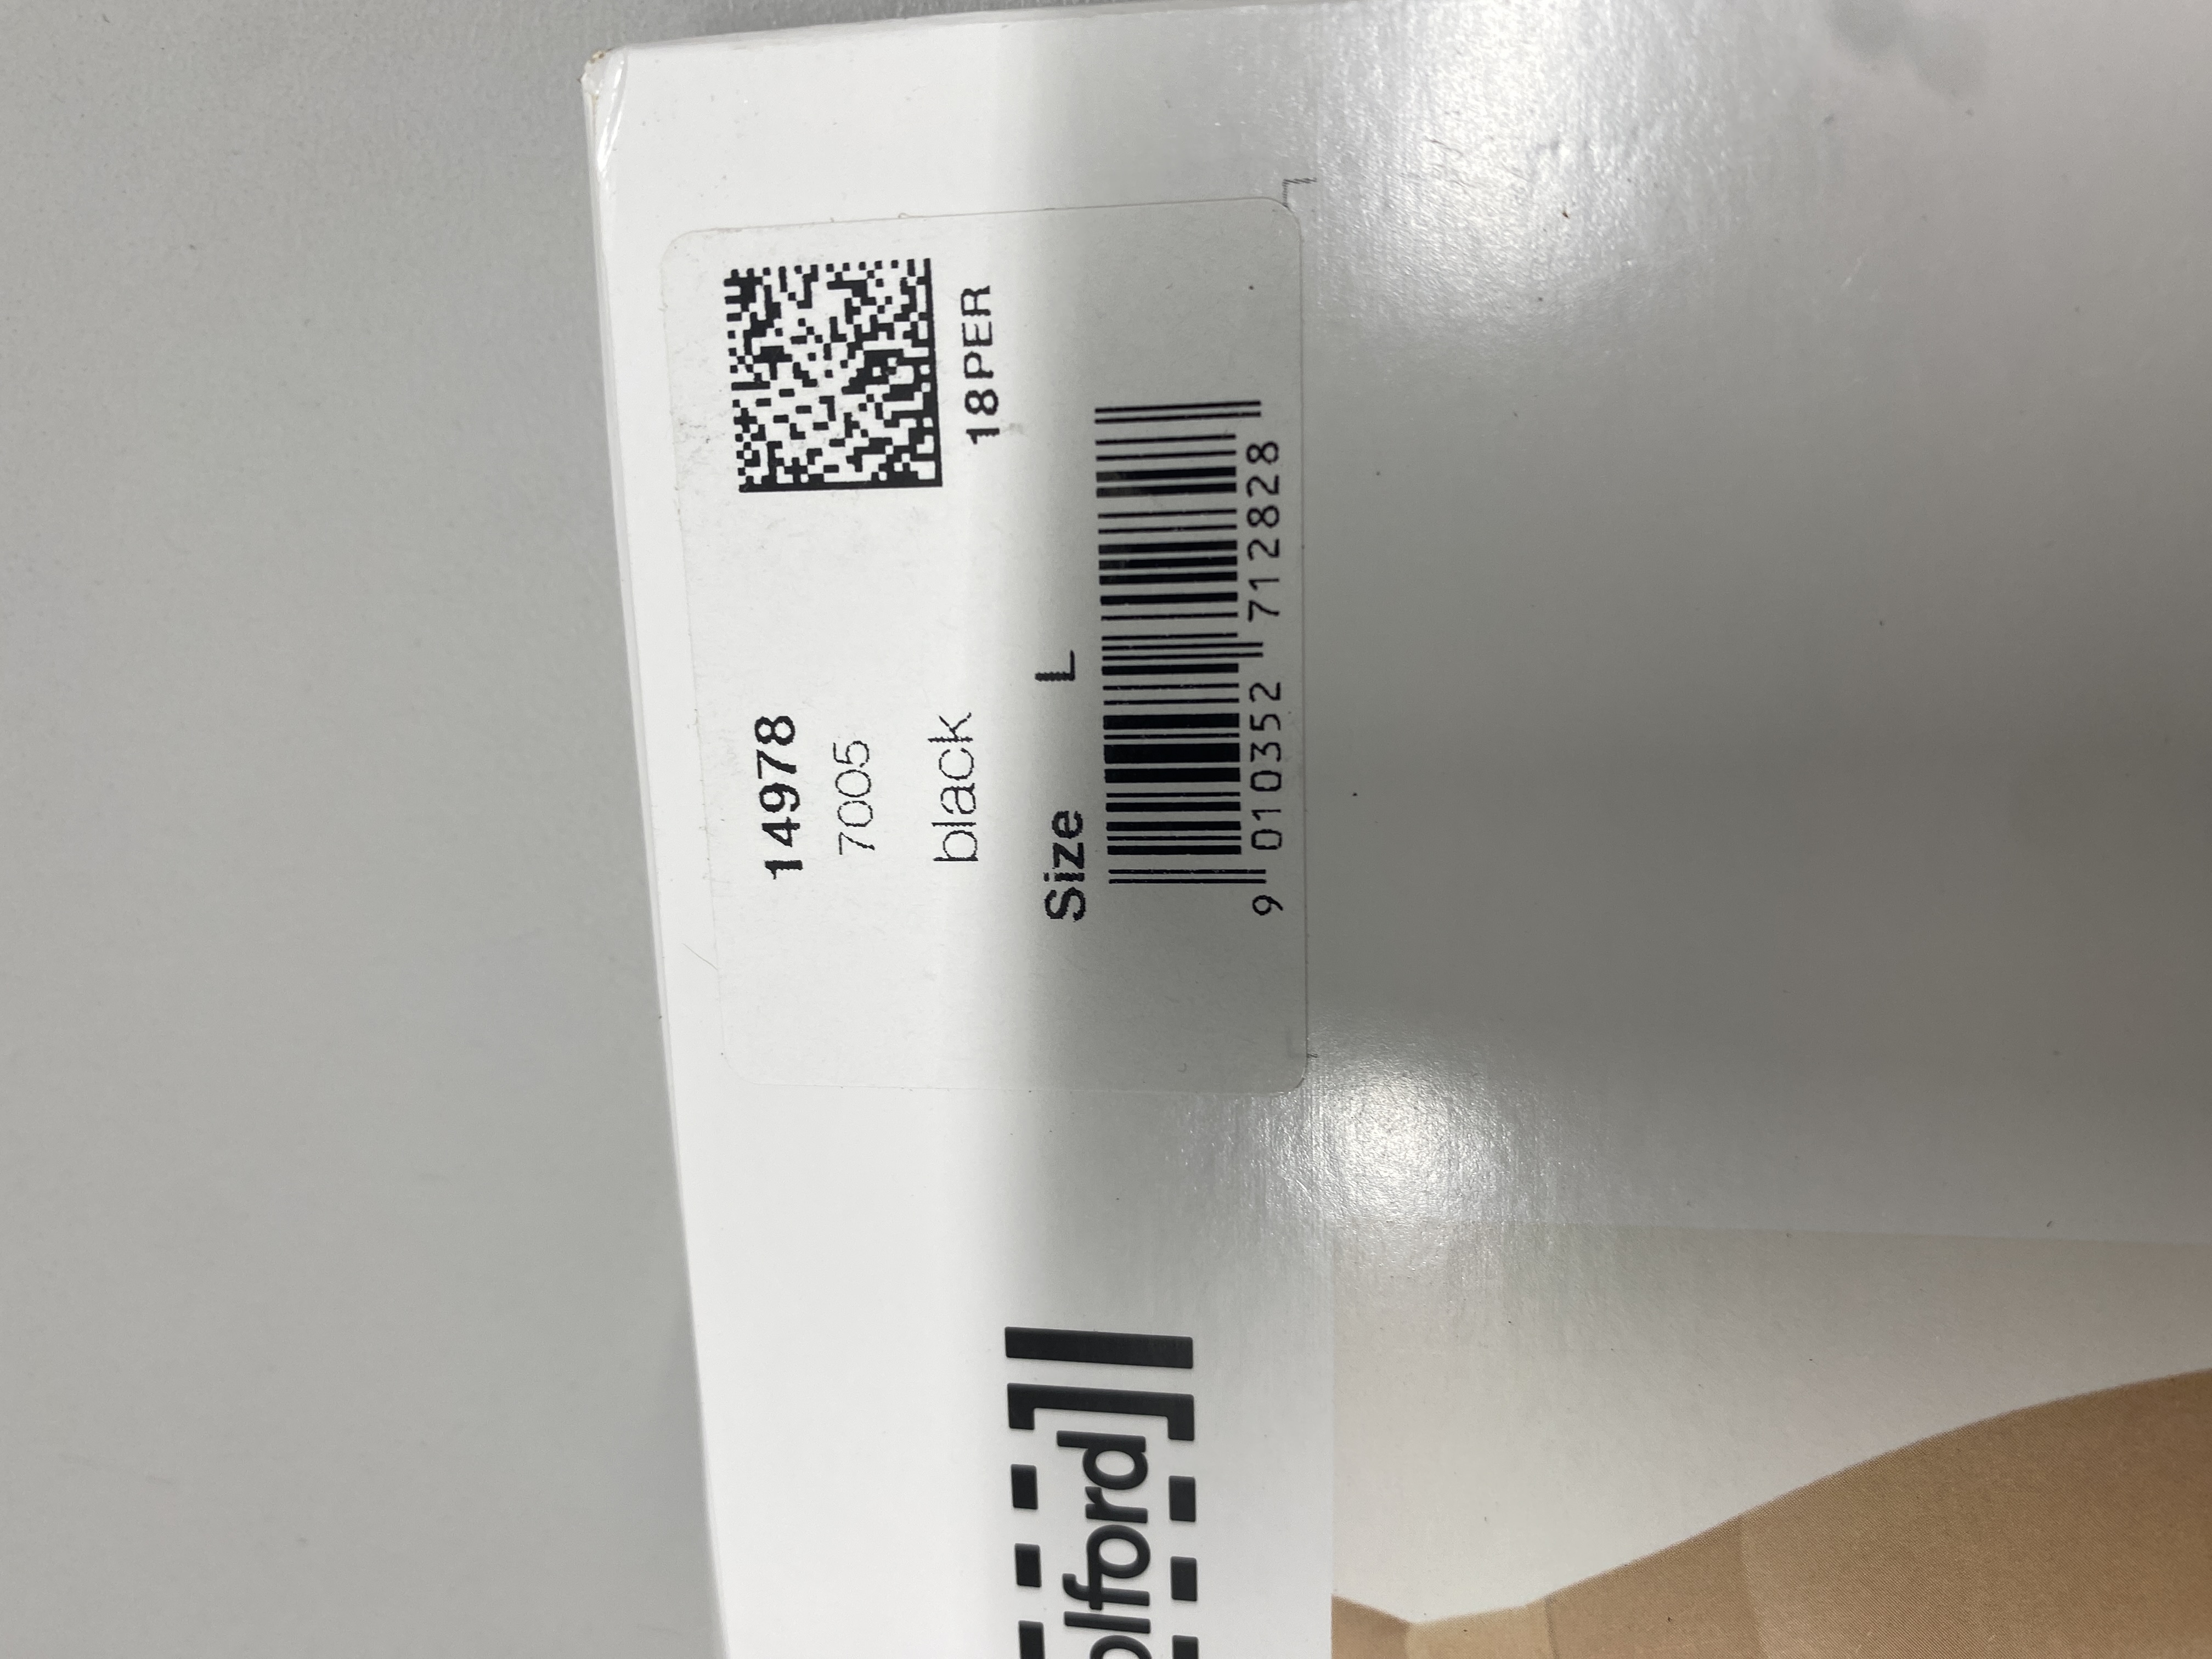 14978
7005
black
18PER
Size L
9 010352 712828
olford